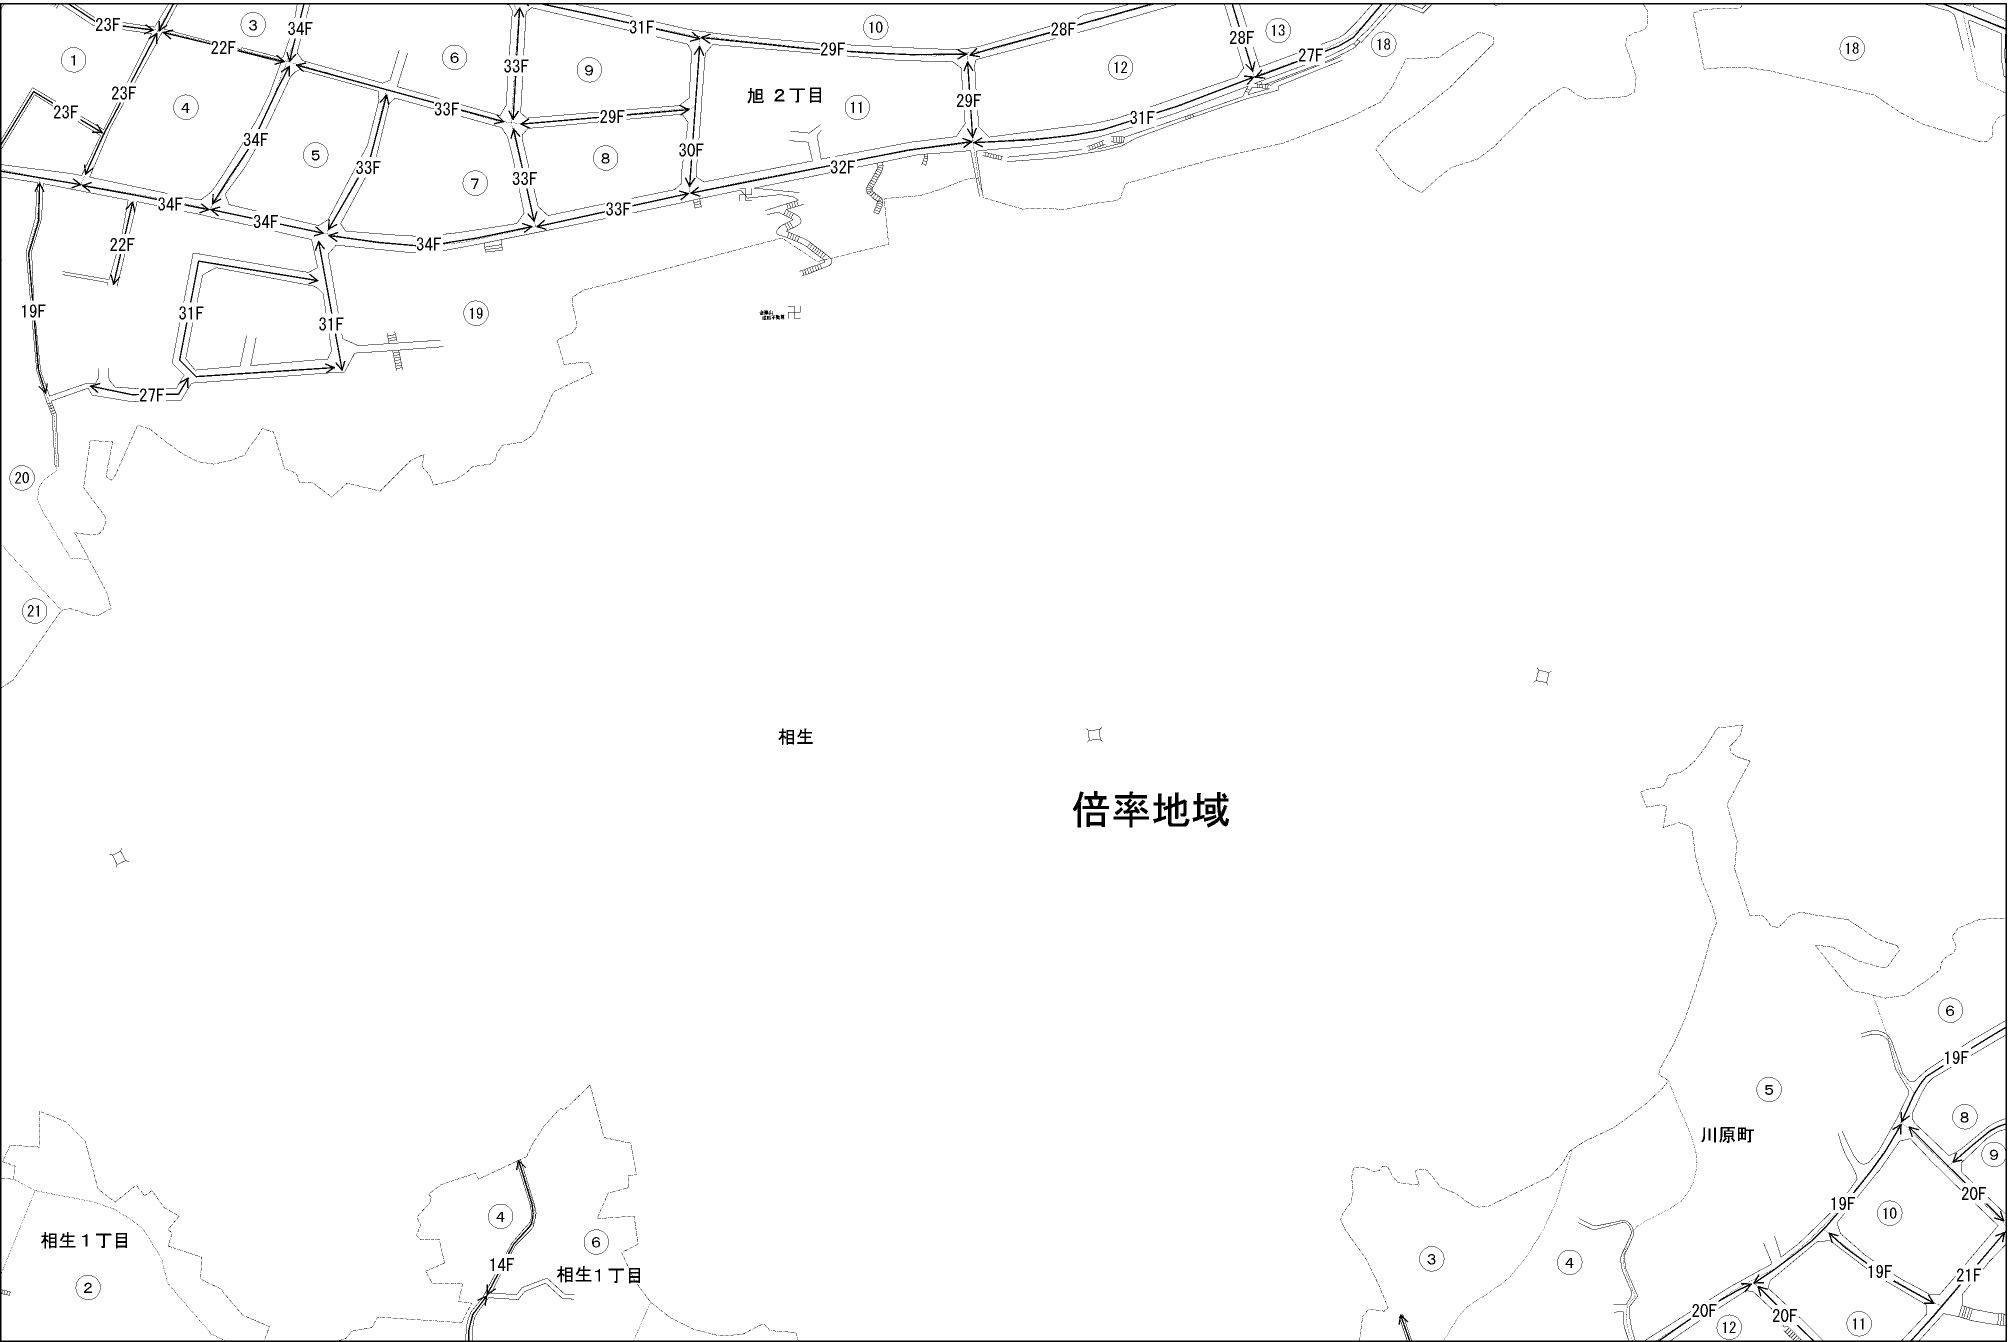 23F
③
34F
31F
⑩
28F
28F
⑬
⑱
⑱
22F
①
⑥
33F
⑨
29F
27F
⑫
23F
④
旭 2丁目
⑪
29F
23F
33F
29F
31F
34F
⑤
33F
⑧
30F
32F
⑦
33F
34F
34F
33F
22F
34F
19F
31F
31F
⑲
27F
⑳
㉑
相生
倍率地域
⑥
19F
⑤
川原町
⑧
⑨
20F
19F
⑩
④
⑥
相生1丁目
②
14F
相生1丁目
③
④
19F
21F
20F
20F
⑫
⑪